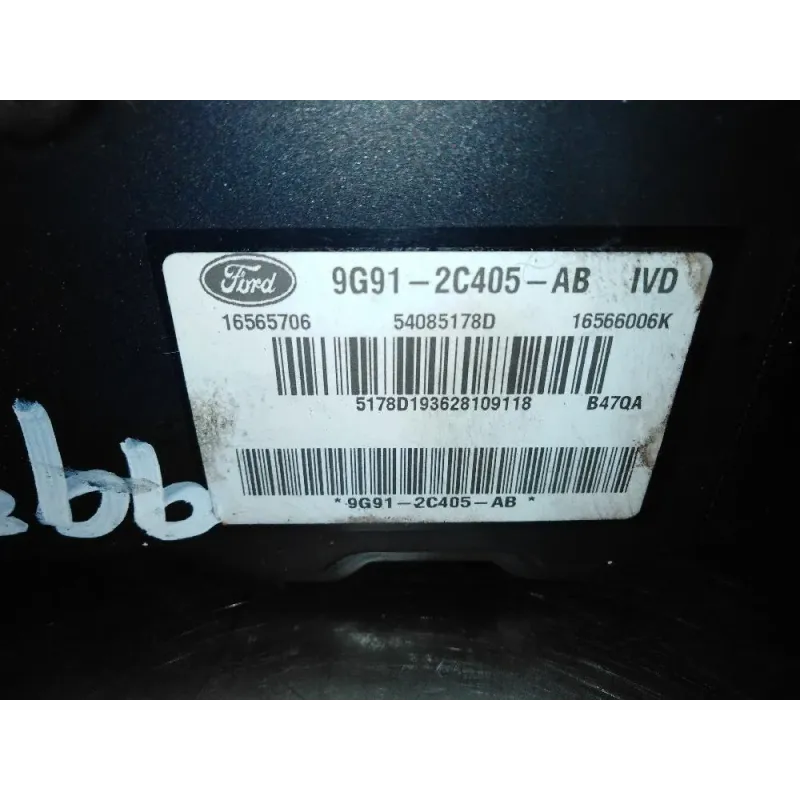 Ford 9G91-2C405-AB IVD
16565706 54085178D 16566006K
5178D193628109118 B47QA
*9G91-2C405-AB*